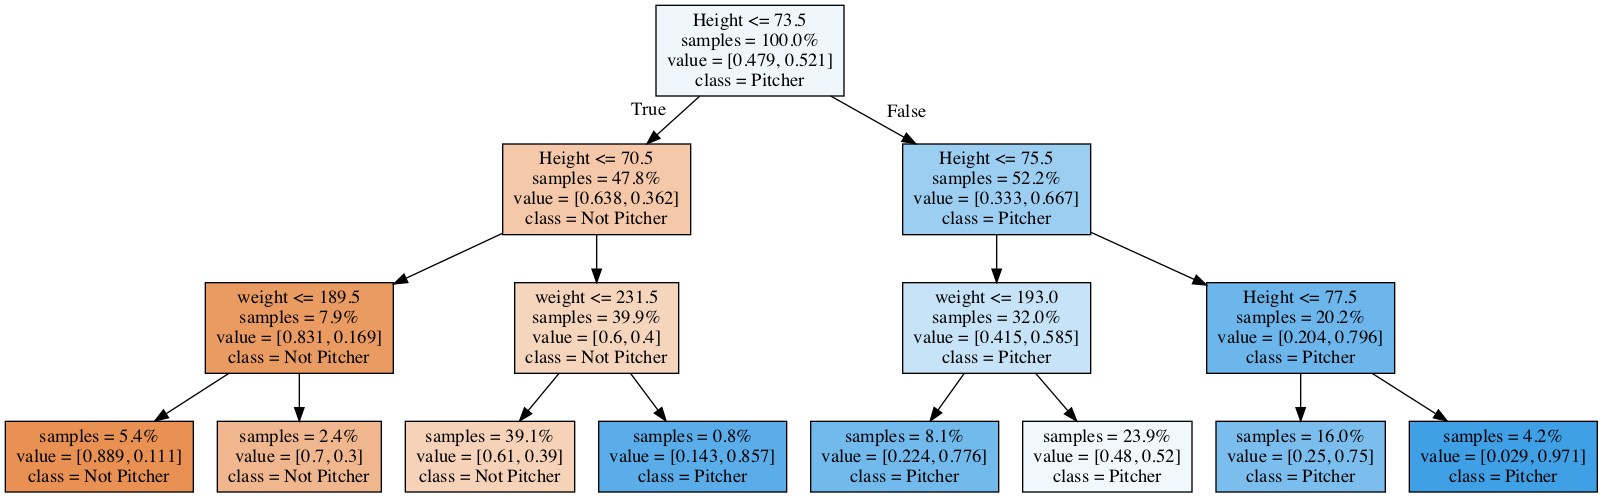 Height <= 73.5
samples = 100.0%
value = [0.479, 0.521]
class = Pitcher
True
False
Height <= 70.5
samples = 47.8%
value = [0.638, 0.362]
class = Not Pitcher
Height <= 75.5
samples = 52.2%
value = [0.333, 0.667]
class = Pitcher
weight <= 189.5
samples = 7.9%
value = [0.831, 0.169]
class = Not Pitcher
weight <= 231.5
samples = 39.9%
value = [0.6, 0.4]
class = Not Pitcher
weight <= 193.0
samples = 32.0%
value = [0.415, 0.585]
class = Pitcher
Height <= 77.5
samples = 20.2%
value = [0.204, 0.796]
class = Pitcher
samples = 5.4%
value = [0.889, 0.111]
class = Not Pitcher
samples = 2.4%
value = [0.7, 0.3]
class = Not Pitcher
samples = 39.1%
value = [0.61, 0.39]
class = Not Pitcher
samples = 0.8%
value = [0.143, 0.857]
class = Pitcher
samples = 8.1%
value = [0.224, 0.776]
class = Pitcher
samples = 23.9%
value = [0.48, 0.52]
class = Pitcher
samples = 16.0%
value = [0.25, 0.75]
class = Pitcher
samples = 4.2%
value = [0.029, 0.971]
class = Pitcher